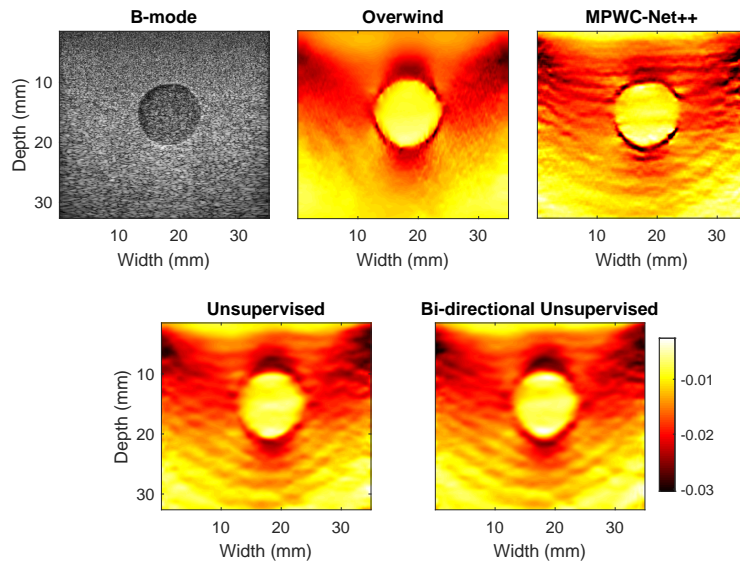 B-mode
Overwind
MPWC-Net++
Depth (mm)
10
20
30
10 20 30
10 20 30
10 20 30
Width (mm)
Width (mm)
Width (mm)
Unsupervised
Bi-directional Unsupervised
Depth (mm)
10
20
30
-0.01
-0.02
-0.03
10 20 30
10 20 30
Width (mm)
Width (mm)